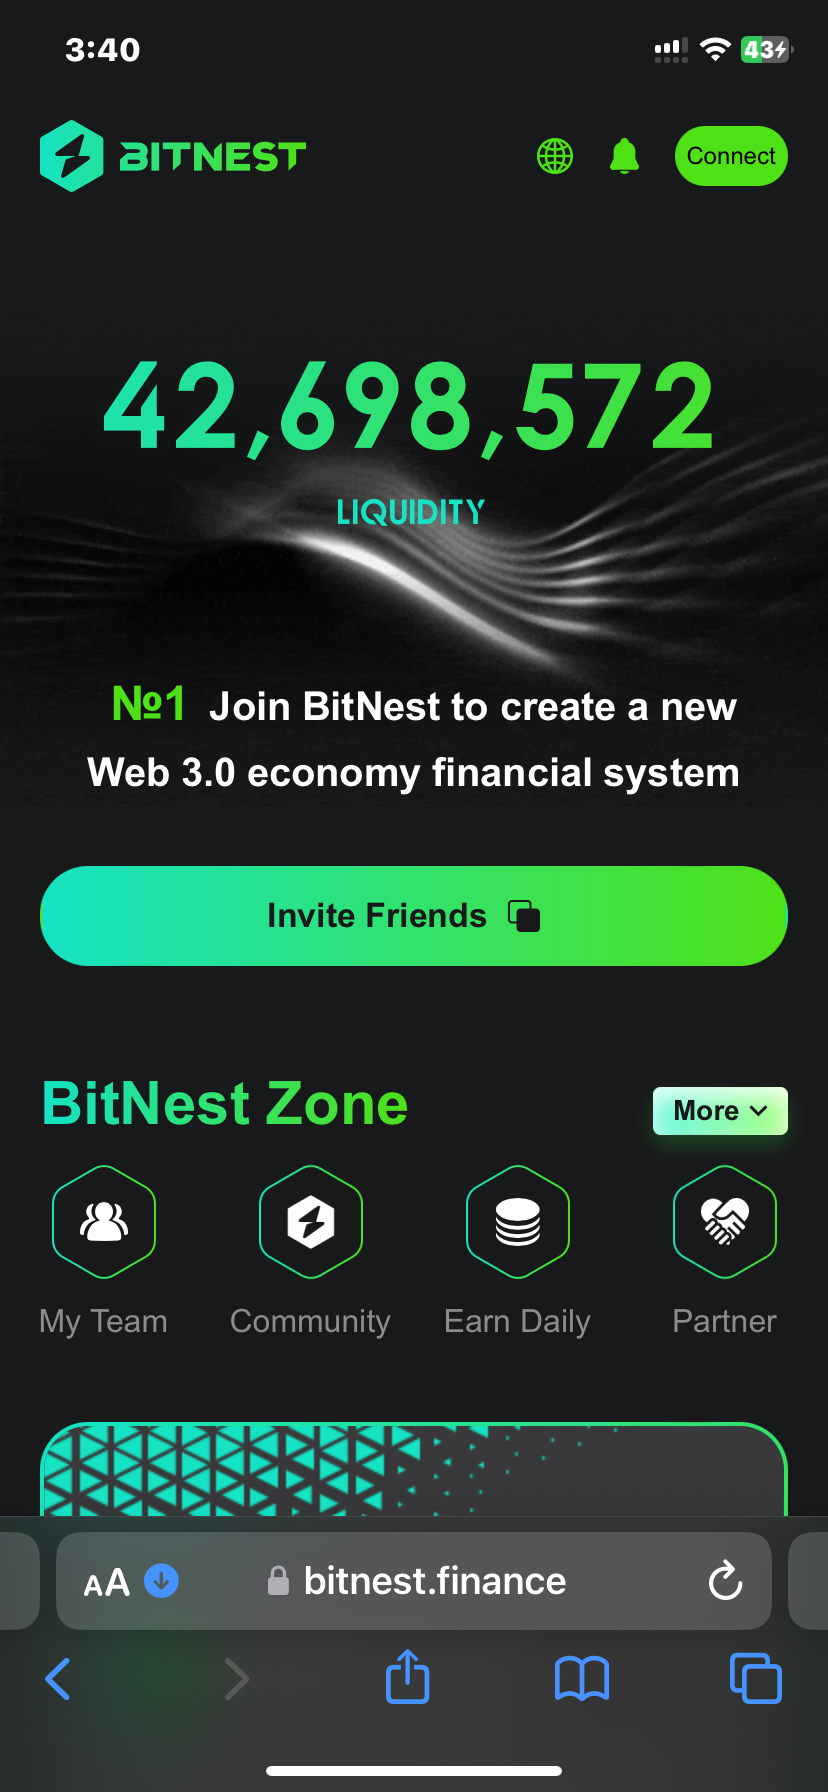 3:40
43
BITNEST
Connect
42,698,572
LIQUIDITY
№1 Join BitNest to create a new
Web 3.0 economy financial system
Invite Friends
BitNest Zone
More
My Team
Community
Earn Daily
Partner
AA
bitnest.finance